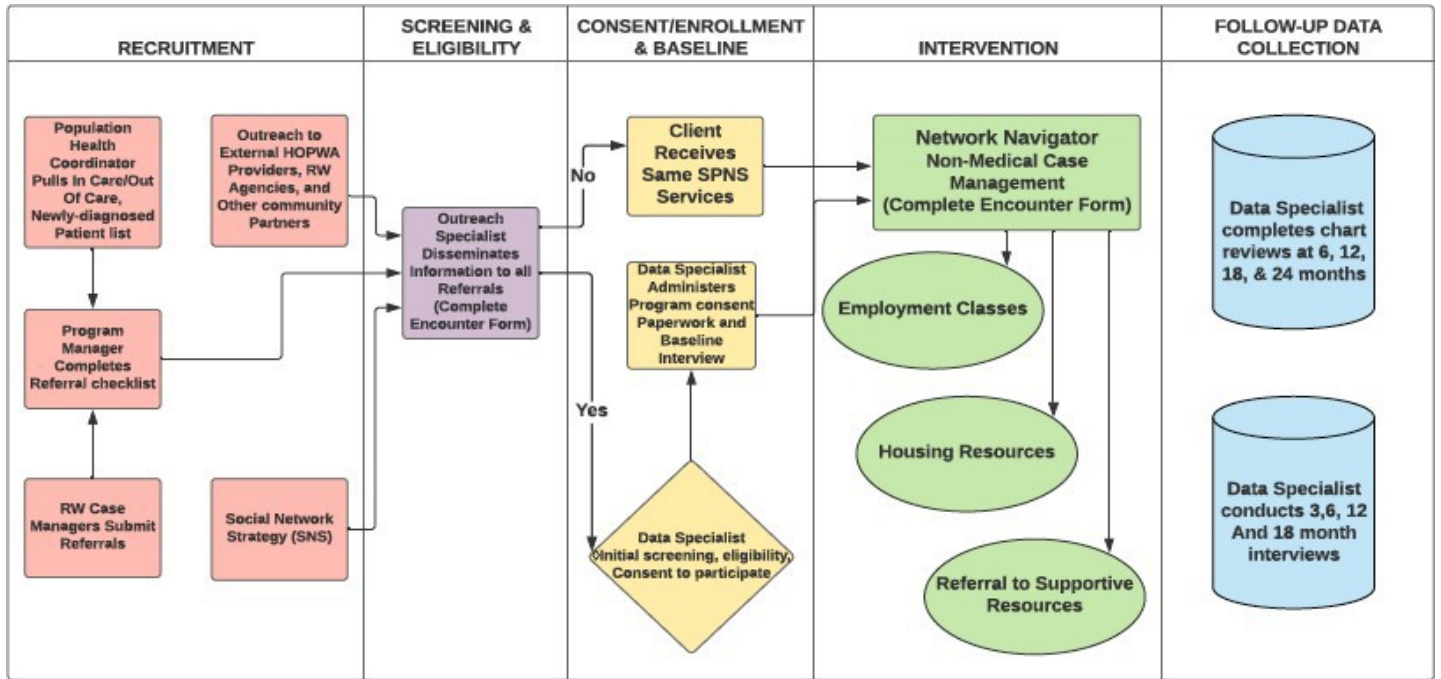 RECRUITMENT
SCREENING &
ELIGIBILITY
CONSENT/ENROLLMENT
& BASELINE
INTERVENTION
FOLLOW-UP DATA
COLLECTION
Population
Health
Coordinator
Pulls In Care/Out
Of Care,
Newly-diagnosed
Patient list
Outreach to
External HOPWA
Providers, RW
Agencies, and
Other community
Partners
Program
Manager
Completes
Referral checklist
RW Case
Managers Submit
Referrals
Social Network
Strategy (SNS)
Outreach
Specialist
Disseminates
Information to all
Referrals
(Complete
Encounter Form)
No
Yes
Client
Receives
Same SPNS
Services
Data Specialist
Administers
Program consent
Paperwork and
Baseline
Interview
Data Specialist
Initial screening, eligibility,
Consent to participate
Network Navigator
Non-Medical Case
Management
(Complete Encounter Form)
Employment Classes
Housing Resources
Referral to Supportive
Resources
Data Specialist
completes chart
reviews at 6, 12,
18, & 24 months
Data Specialist
conducts 3,6, 12
And 18 month
interviews